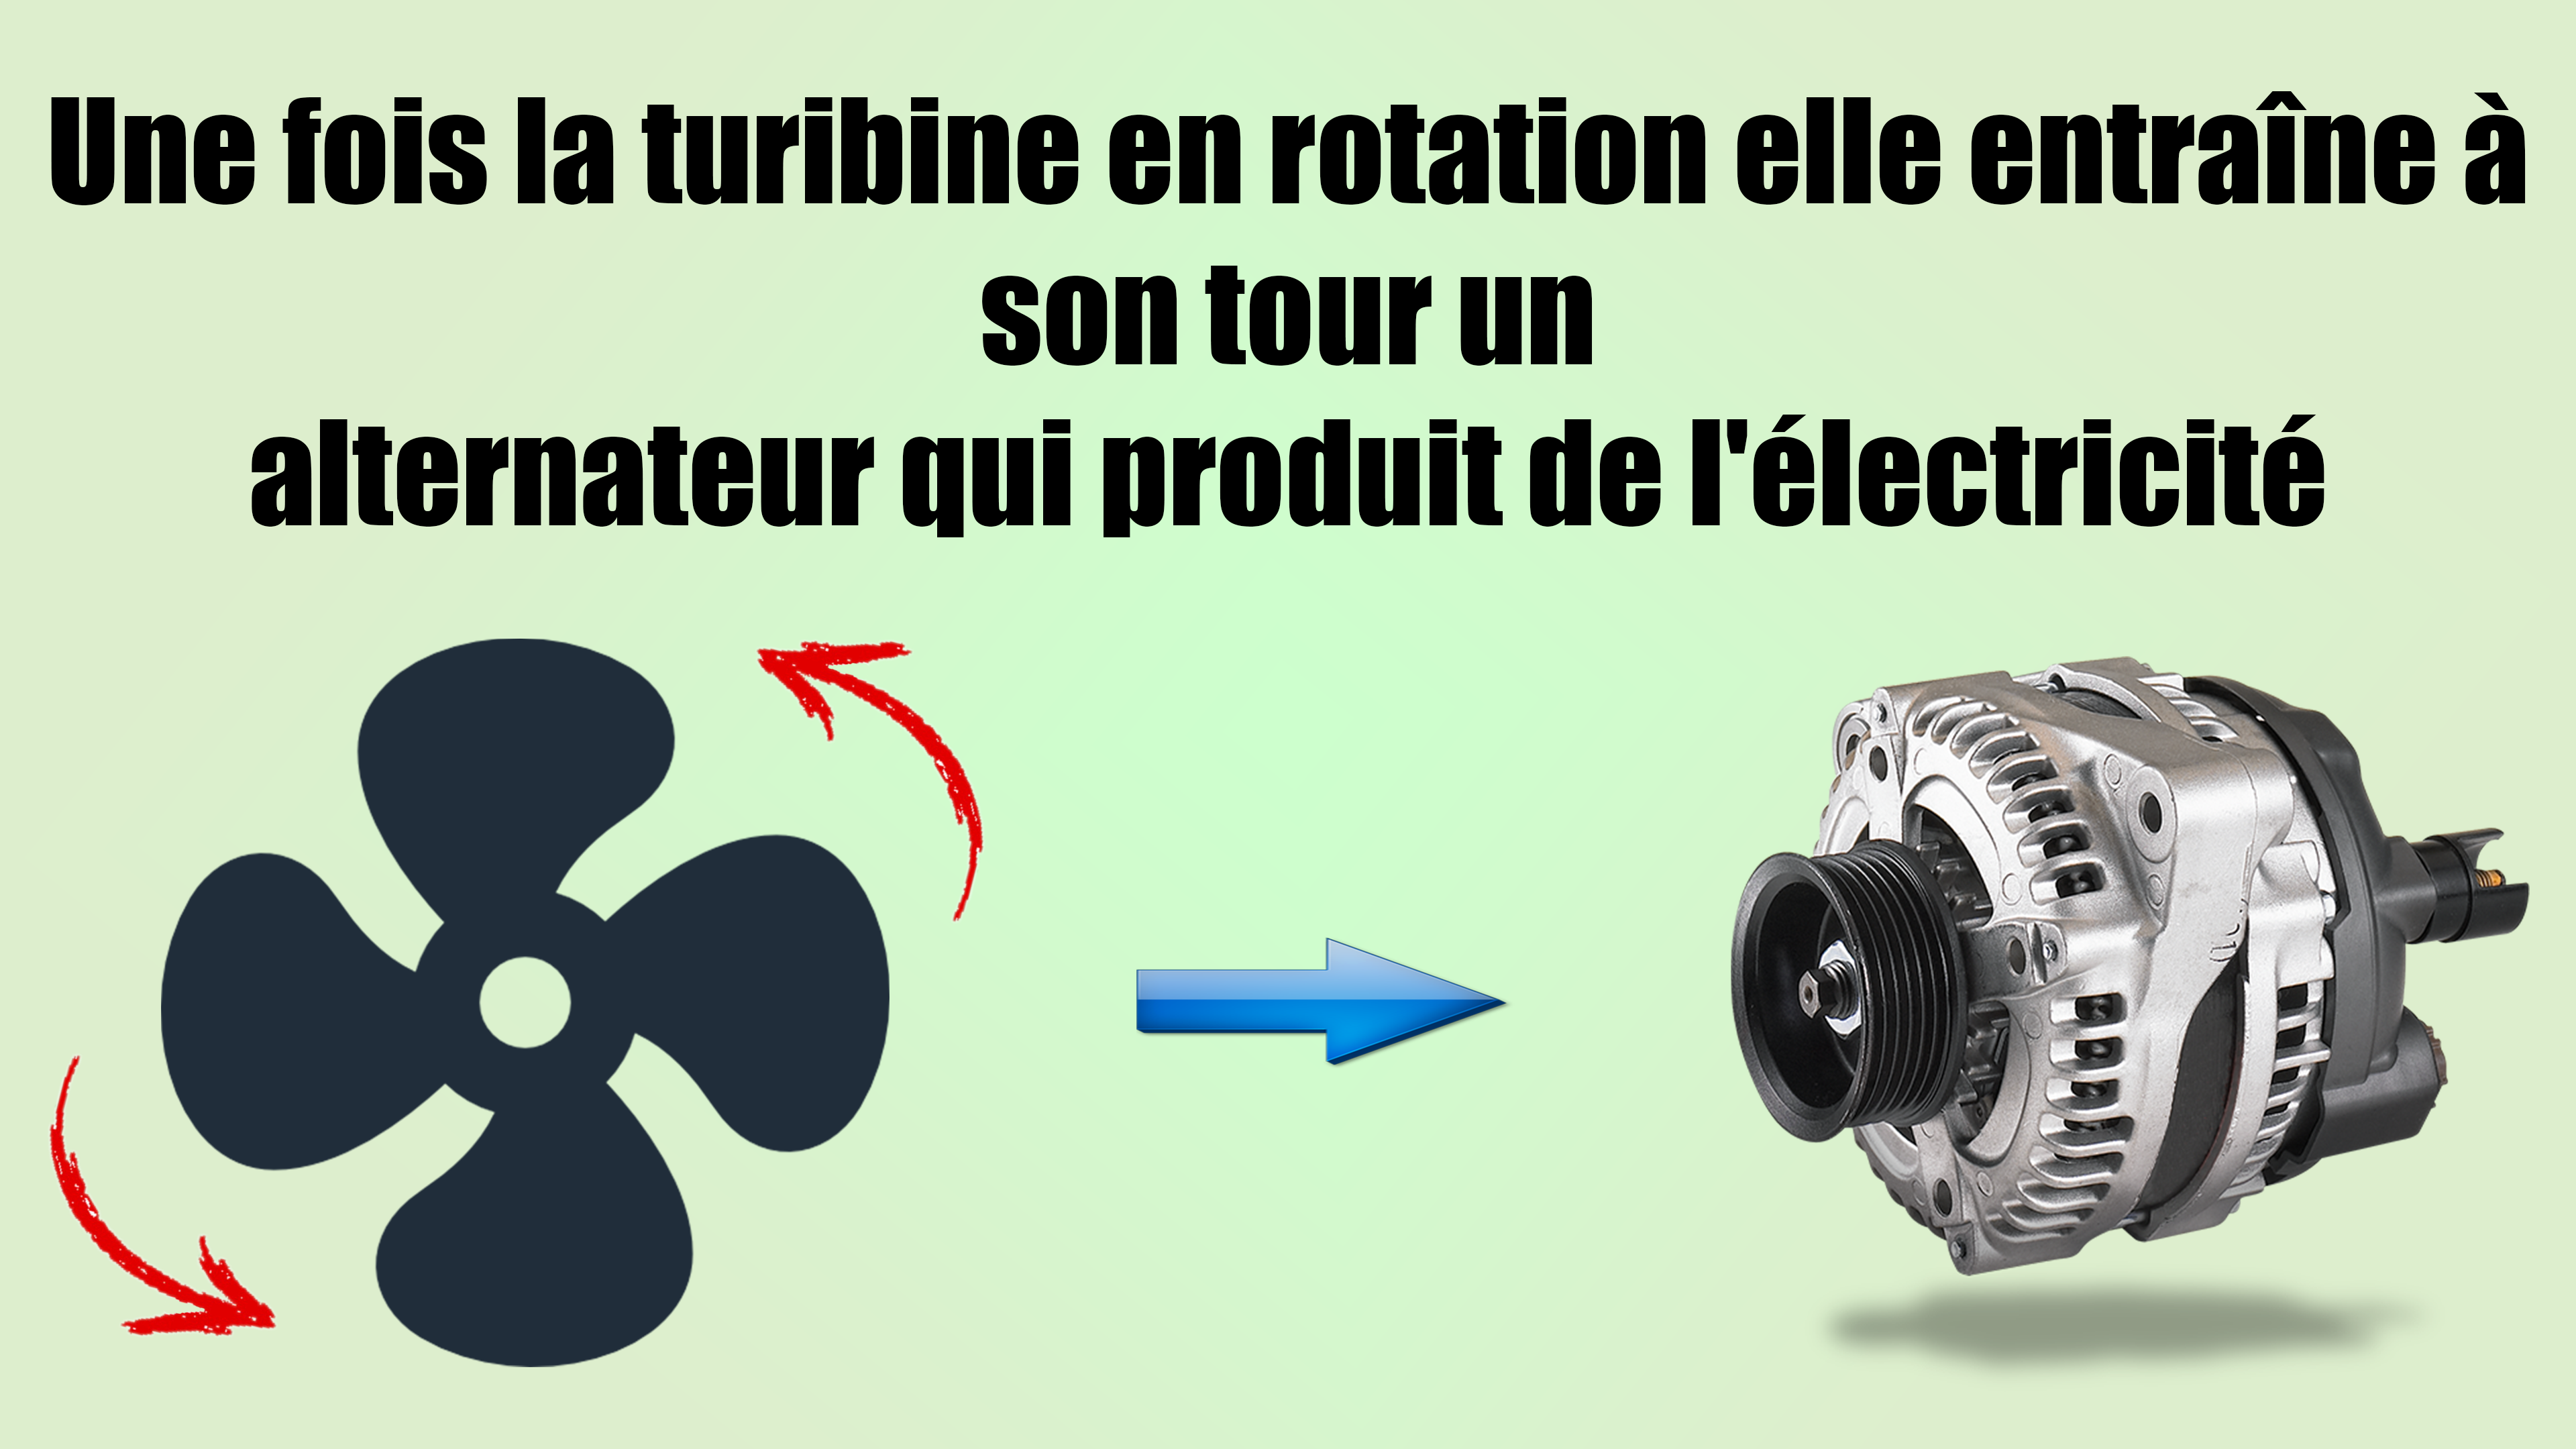 Une fois la turibine en rotation elle entraîne à
son tour un
alternateur qui produit de l'électricité